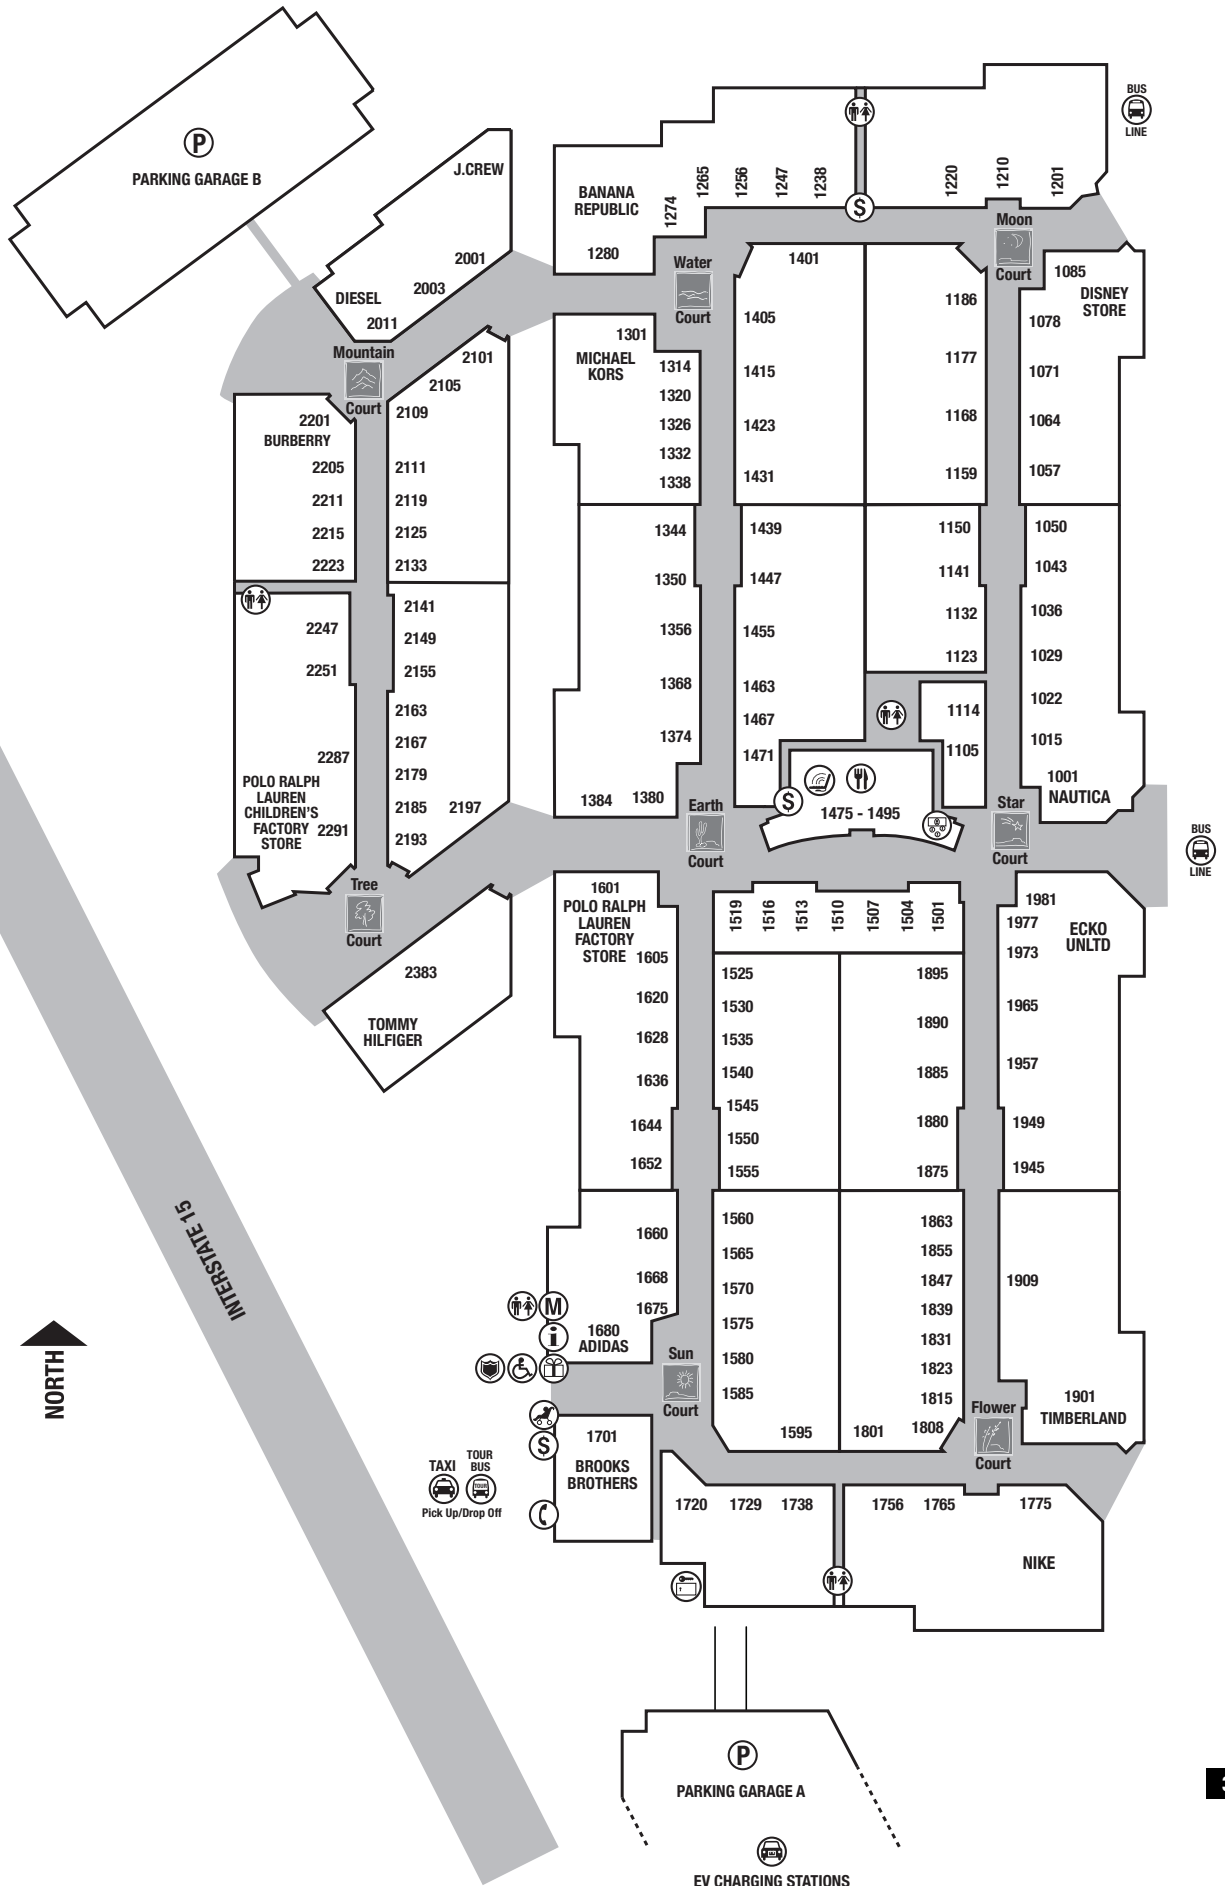 BUS
LINE
P
PARKING GARAGE B
J.CREW
2001
2003
DIESEL
2011
Mountain
Court
BANANA
REPUBLIC
1280
1274
1265
1256
1247
1238
$
1220
1210
1201
Moon
Court
Water
Court
1401
1405
1415
1423
1431
1186
1177
1168
1159
1085
DISNEY
STORE
1078
1071
1064
1057
1301
MICHAEL
KORS
1314
1320
1326
1332
1338
2101
2105
2109
2111
2119
2125
2133
2201
BURBERRY
2205
2211
2215
2223
2247
2251
2287
POLO RALPH
LAUREN
CHILDREN'S
FACTORY
STORE
2291
2141
2149
2155
2163
2167
2179
2185
2197
2193
Tree
Court
1344
1350
1356
1368
1374
1384
1380
1439
1447
1455
1463
1467
1471
1150
1141
1132
1123
1114
1105
1050
1043
1036
1029
1022
1015
1001
NAUTICA
Earth
Court
$
1475 - 1495
Star
Court
BUS
LINE
2383
TOMMY
HILFIGER
1601
POLO RALPH
LAUREN
FACTORY
STORE
1605
1620
1628
1636
1644
1652
1660
1668
1675
1680
ADIDAS
1519
1516
1513
1510
1507
1504
1501
1525
1530
1535
1540
1545
1550
1555
1895
1890
1885
1880
1875
1560
1565
1570
1575
1580
1585
1595
1863
1855
1847
1839
1831
1823
1815
1808
1801
1981
1977
ECKO
UNLTD
1973
1965
1957
1949
1945
1909
1901
TIMBERLAND
M
i
Sun
Court
Flower
Court
$
1701
BROOKS
BROTHERS
TAXI
TOUR
BUS
TOUR
Pick Up/Drop Off
1720
1729
1738
1756
1765
1775
NIKE
INTERSTATE 15
NORTH
P
PARKING GARAGE A
EV CHARGING STATIONS